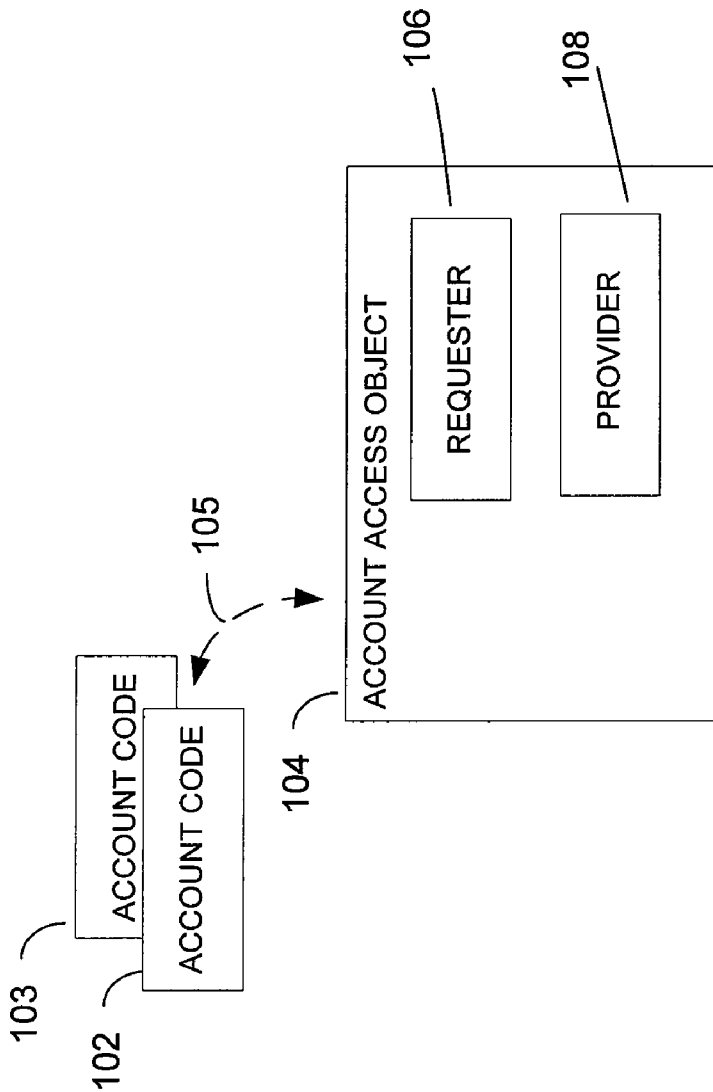 103
ACCOUNT CODE
102
ACCOUNT CODE
105
104
ACCOUNT ACCESS OBJECT
REQUESTER
106
PROVIDER
108